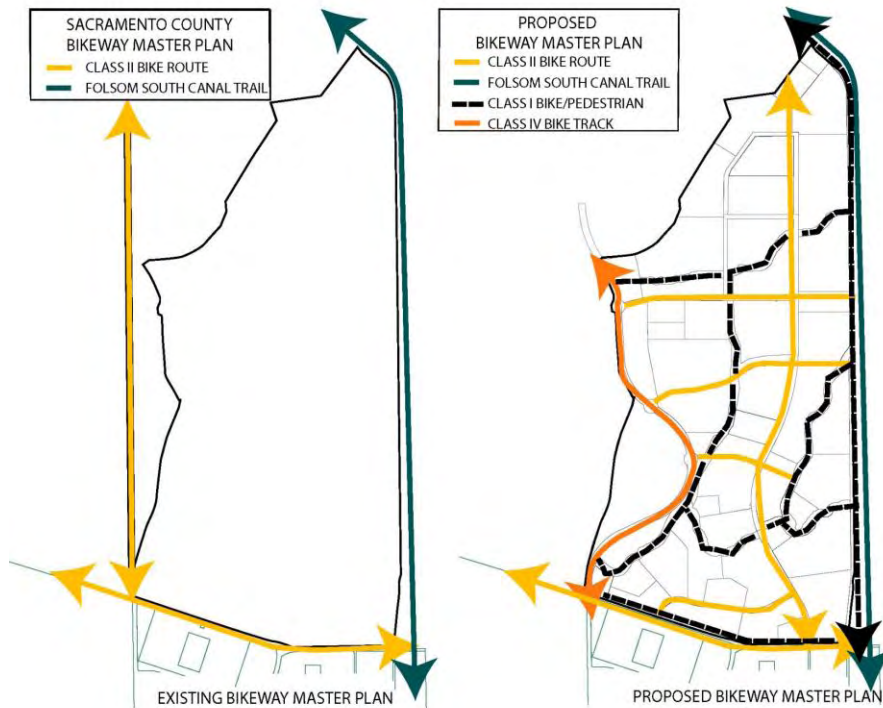 SACRAMENTO COUNTY
BIKEWAY MASTER PLAN
CLASS II BIKE ROUTE
FOLSOM SOUTH CANAL TRAIL
EXISTING BIKEWAY MASTER PLAN
PROPOSED
BIKEWAY MASTER PLAN
CLASS II BIKE ROUTE
FOLSOM SOUTH CANAL TRAIL
CLASS I BIKE/PEDESTRIAN
CLASS IV BIKE TRACK
PROPOSED BIKEWAY MASTER PLAN